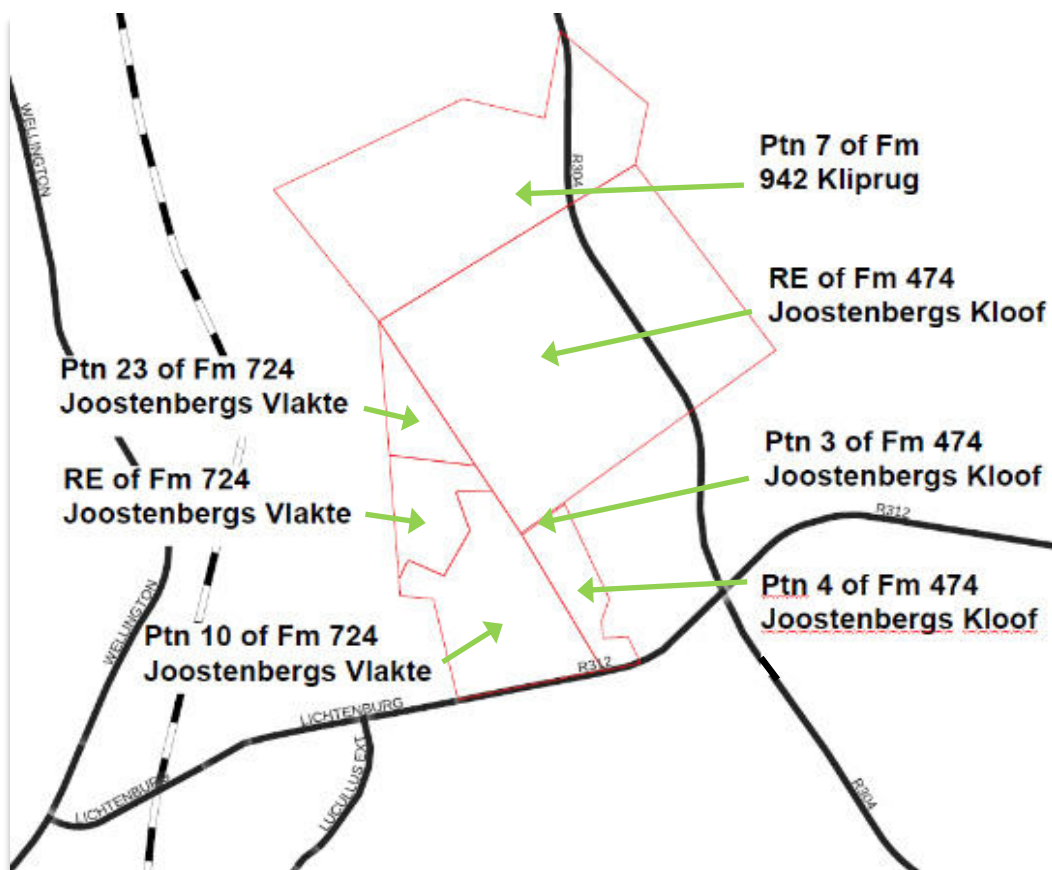 WELLINGTON
R304
Ptn 7 of Fm
942 Kliprug
RE of Fm 474
Joostenbergs Kloof
Ptn 23 of Fm 724
Joostenbergs Vlakte
Ptn 3 of Fm 474
Joostenbergs Kloof
RE of Fm 724
Joostenbergs Vlakte
R312
Ptn 4 of Fm 474
Joostenbergs Kloof
WELLINGTON
Ptn 10 of Fm 724
Joostenbergs Vlakte
R312
LICHTENBURG
LUCULLUS EXT
LICHTENBURG
R304